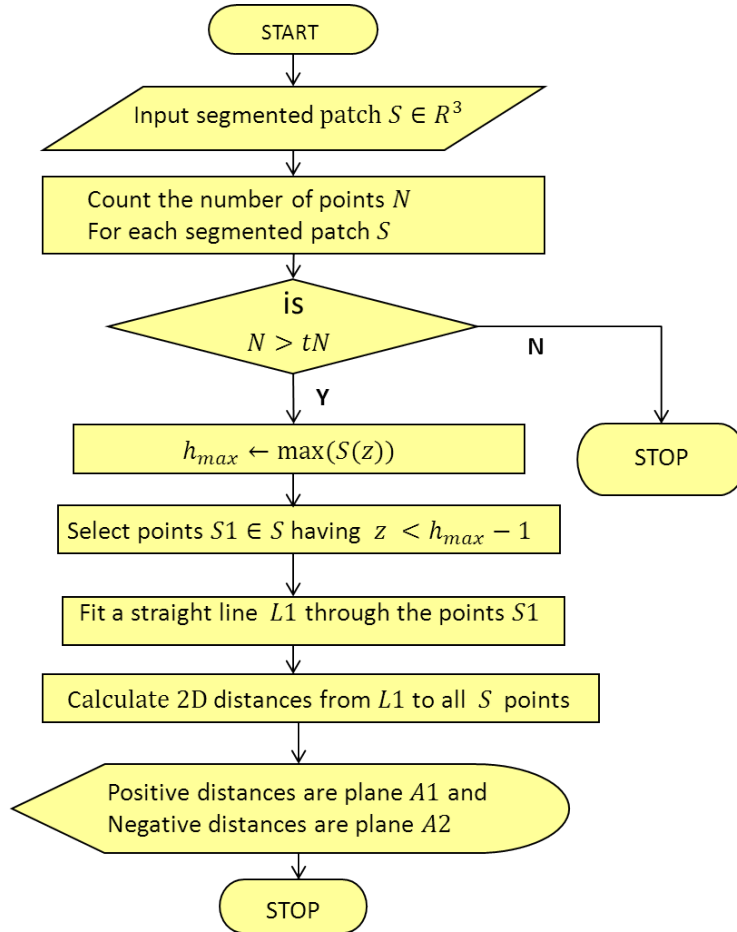 START
Input segmented patch S ∈ R³
Count the number of points N
For each segmented patch S
is
N > tN
N
Y
h_max ← max(S(z))
STOP
Select points S1 ∈ S having z < h_max − 1
Fit a straight line L1 through the points S1
Calculate 2D distances from L1 to all S points
Positive distances are plane A1 and
Negative distances are plane A2
STOP